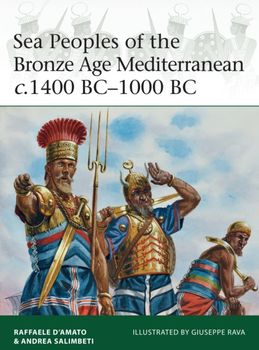 Sea Peoples of the
Bronze Age Mediterranean
c.1400 BC–1000 BC
RAFFAELE D'AMATO
& ANDREA SALIMBETI
ILLUSTRATED BY GIUSEPPE RAVA